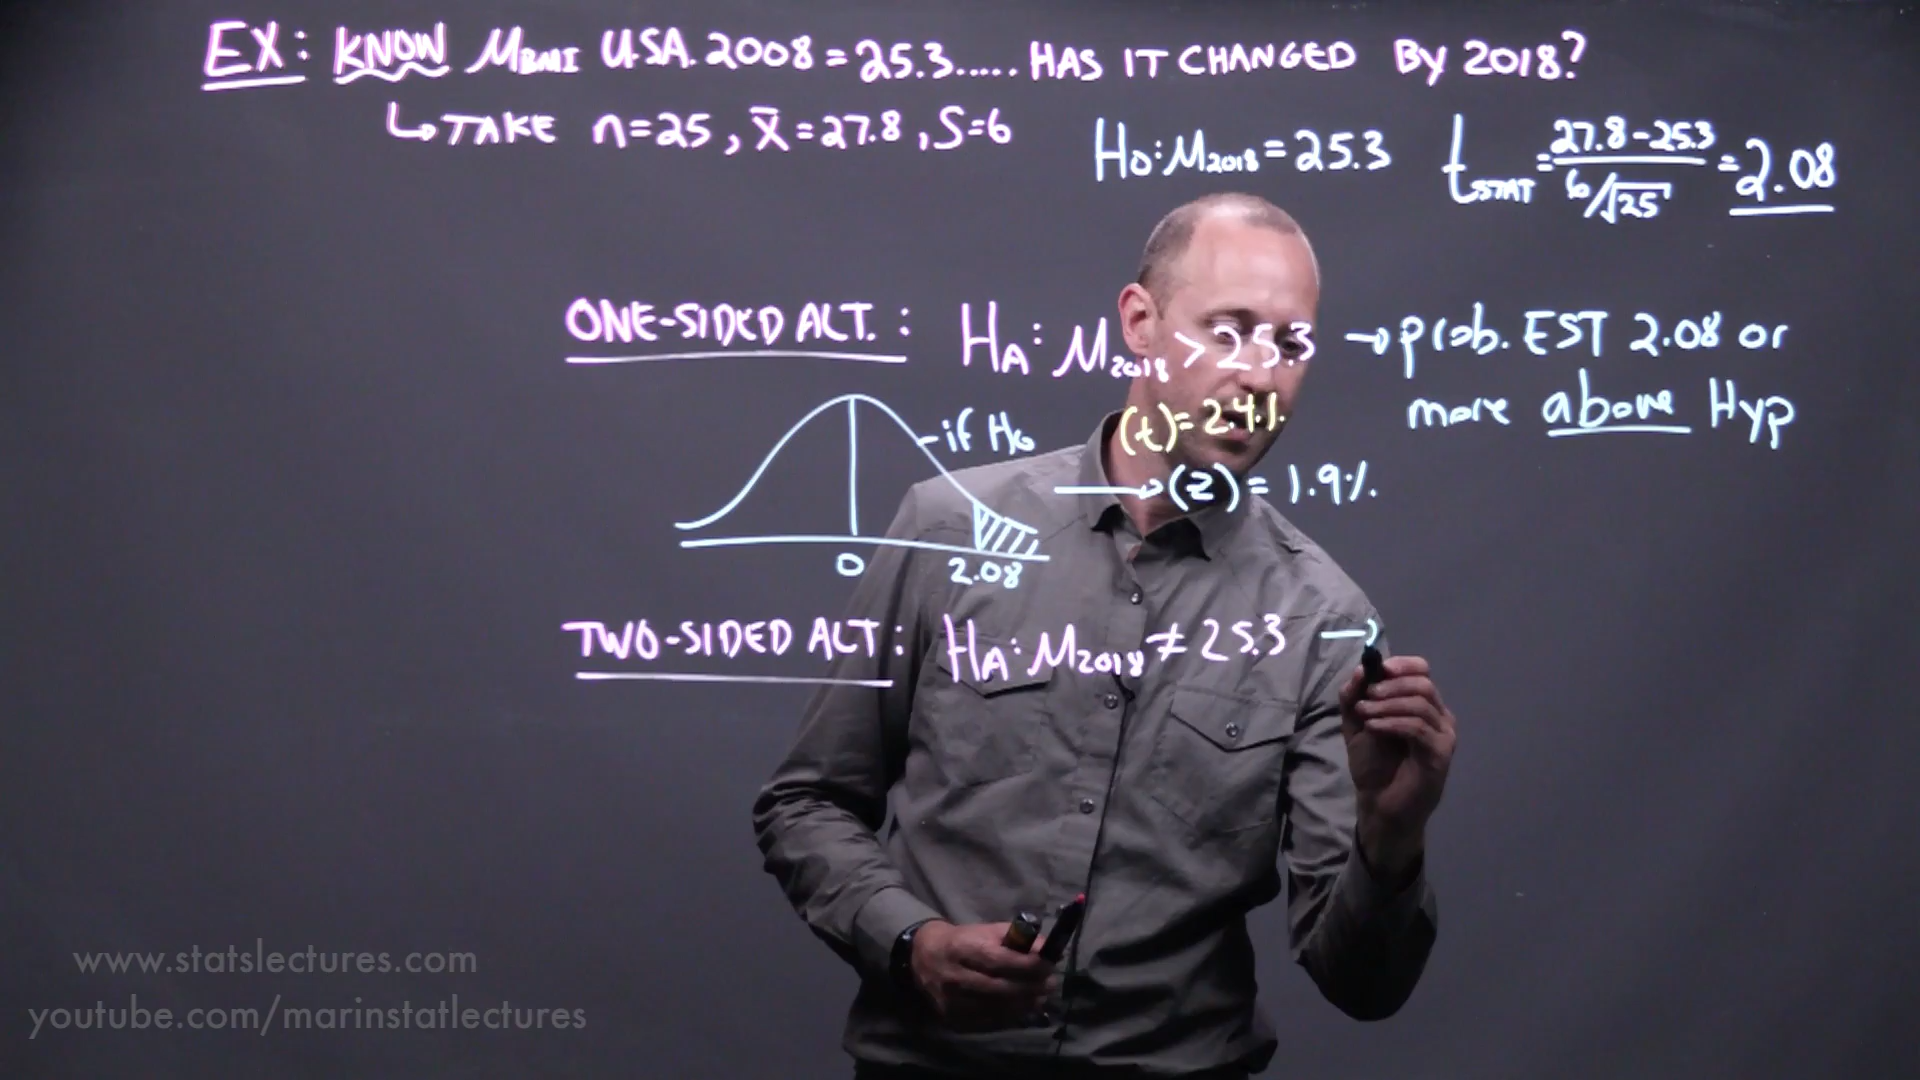 EX: KNOW μBMI USA. 2008 = 25.3..... HAS IT CHANGED BY 2018?
↳ TAKE n=25, x̄=27.8, S=6
H₀: μ2018 = 25.3
tSTAT = 27.8-25.3 / 6/√25 = 2.08
ONE-SIDED ALT.: HA: μ2018 > 25.3 → prob. EST 2.08 or
more above Hyp
if H₀
(t) = 2.4%
→ (z) = 1.9%
0 2.08
TWO-SIDED ALT: HA: μ2018 ≠ 25.3 →
www.statslectures.com
youtube.com/marinstatlectures